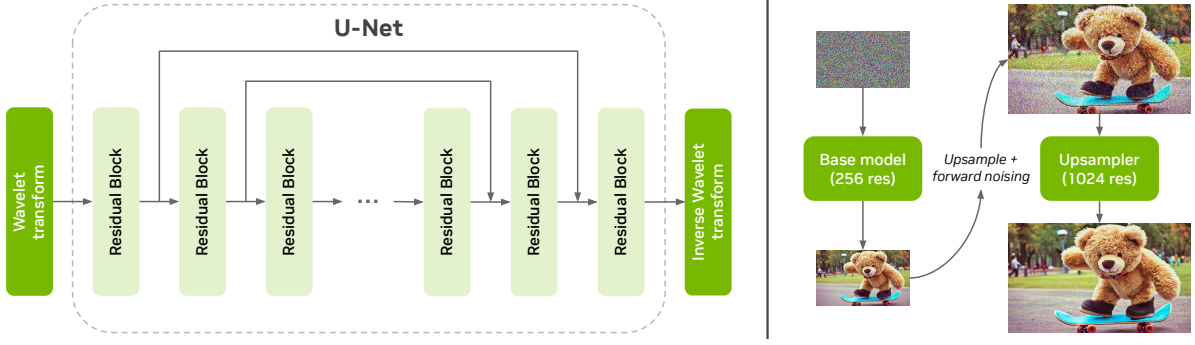 U-Net
Wavelet
transform
Residual Block
Residual Block
Residual Block
...
Residual Block
Residual Block
Residual Block
Inverse Wavelet
transform
Base model
(256 res)
Upsample +
forward noising
Upsampler
(1024 res)